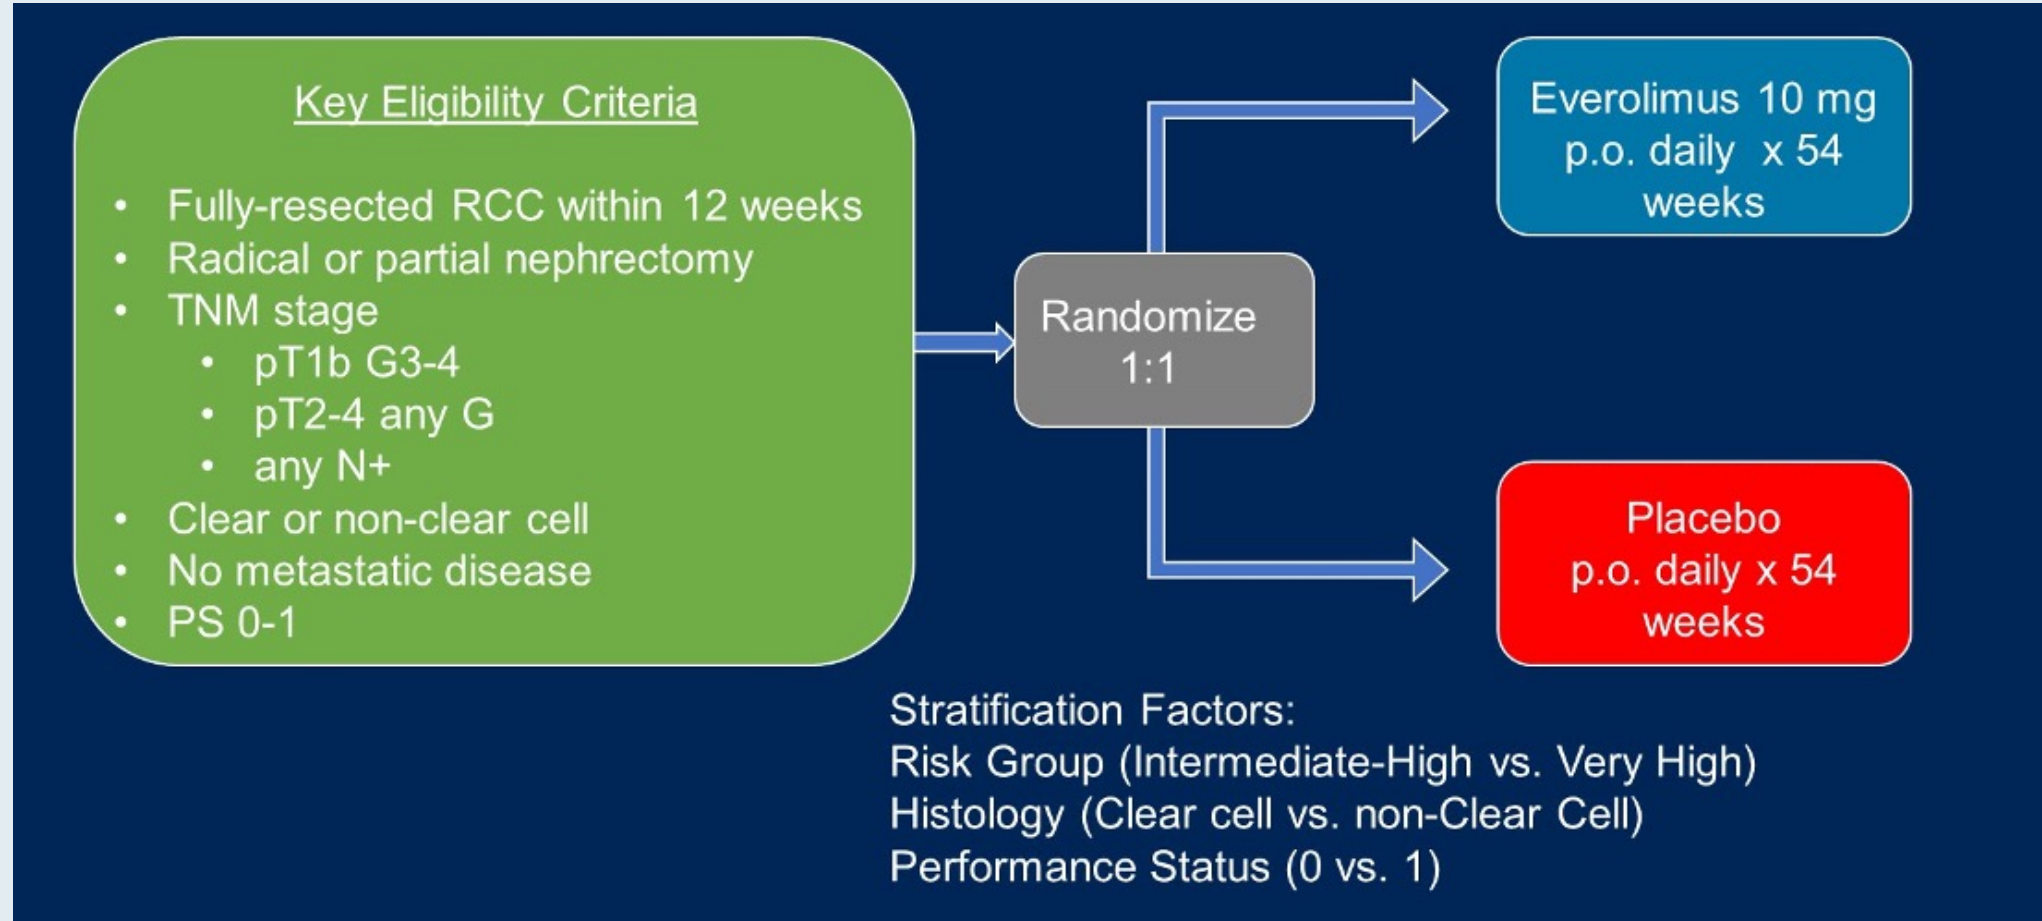 Key Eligibility Criteria
• Fully-resected RCC within 12 weeks
• Radical or partial nephrectomy
• TNM stage
• pT1b G3-4
• pT2-4 any G
• any N+
• Clear or non-clear cell
• No metastatic disease
• PS 0-1
Randomize
1:1
Everolimus 10 mg
p.o. daily x 54
weeks
Placebo
p.o. daily x 54
weeks
Stratification Factors:
Risk Group (Intermediate-High vs. Very High)
Histology (Clear cell vs. non-Clear Cell)
Performance Status (0 vs. 1)